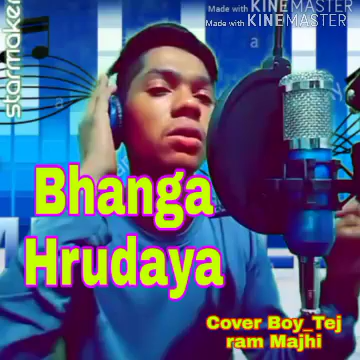 Made with KINEMASTER
Made with KINEMASTER
starmaker
a
a
Bhanga
Hrudaya
Cover Boy_Tej
ram Majhi